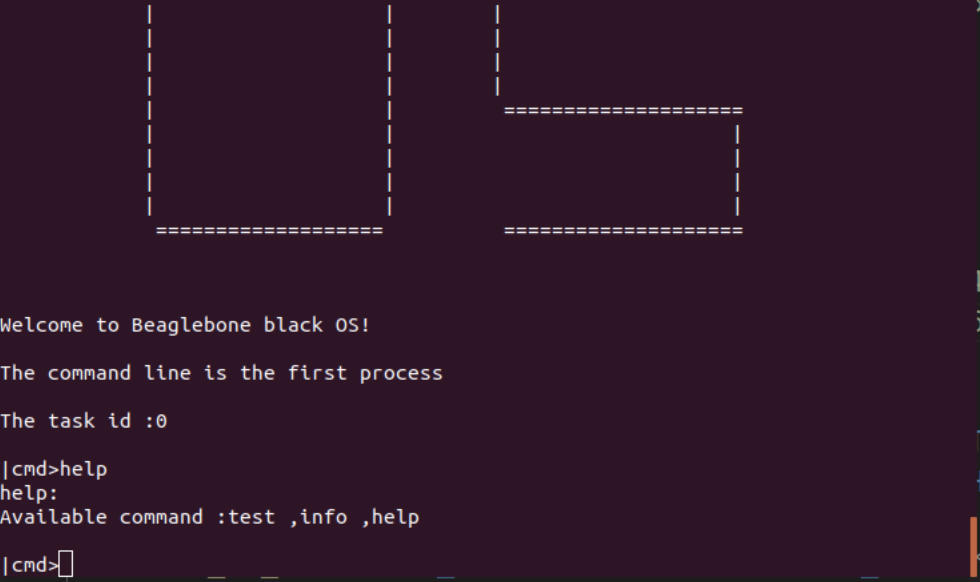 Welcome to Beaglebone black OS!
The command line is the first process
The task id :0
|cmd>help
help:
Available command :test ,info ,help
|cmd>